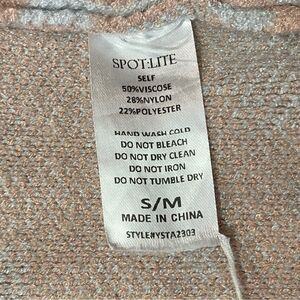 SPOT:LITE
SELF
50%VISCOSE
28%NYLON
22%POLYESTER
HAND WASH COLD
DO NOT BLEACH
DO NOT DRY CLEAN
DO NOT IRON
DO NOT TUMBLE DRY
S/M
MADE IN CHINA
STYLE#YSTA2303